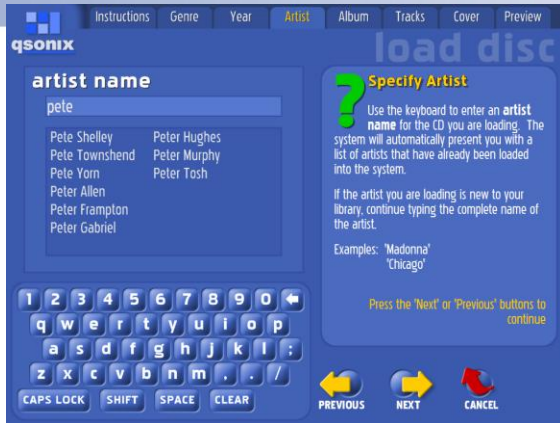 Instructions Genre Year Artist Album Tracks Cover Preview
qsonix
load disc
artist name
pete
Pete Shelley Peter Hughes
Pete Townshend Peter Murphy
Pete Yorn Peter Tosh
Peter Allen
Peter Frampton
Peter Gabriel
Specify Artist
Use the keyboard to enter an artist
name for the CD you are loading. The
system will automatically present you with a
list of artists that have already been loaded
into the system.
If the artist you are loading is new to your
library, continue typing the complete name of
the artist.
Examples: 'Madonna'
'Chicago'
Press the 'Next' or 'Previous' buttons to
continue
1 2 3 4 5 6 7 8 9 0
q w e r t y u i o p
a s d f g h j k l ;
z x c v b n m , . /
CAPS LOCK SHIFT SPACE CLEAR
PREVIOUS NEXT CANCEL